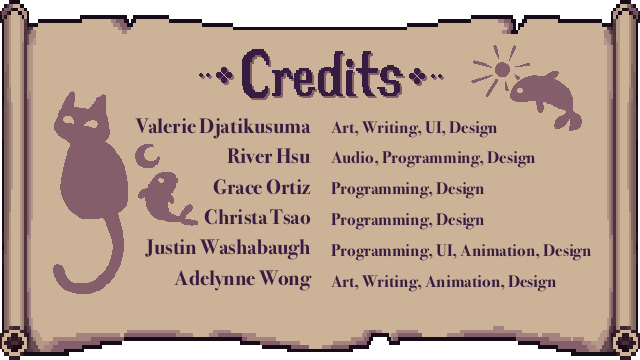 Credits
Valerie Djatikusuma Art, Writing, UI, Design
River Hsu Audio, Programming, Design
Grace Ortiz Programming, Design
Christa Tsao Programming, Design
Justin Washabaugh Programming, UI, Animation, Design
Adelynne Wong Art, Writing, Animation, Design